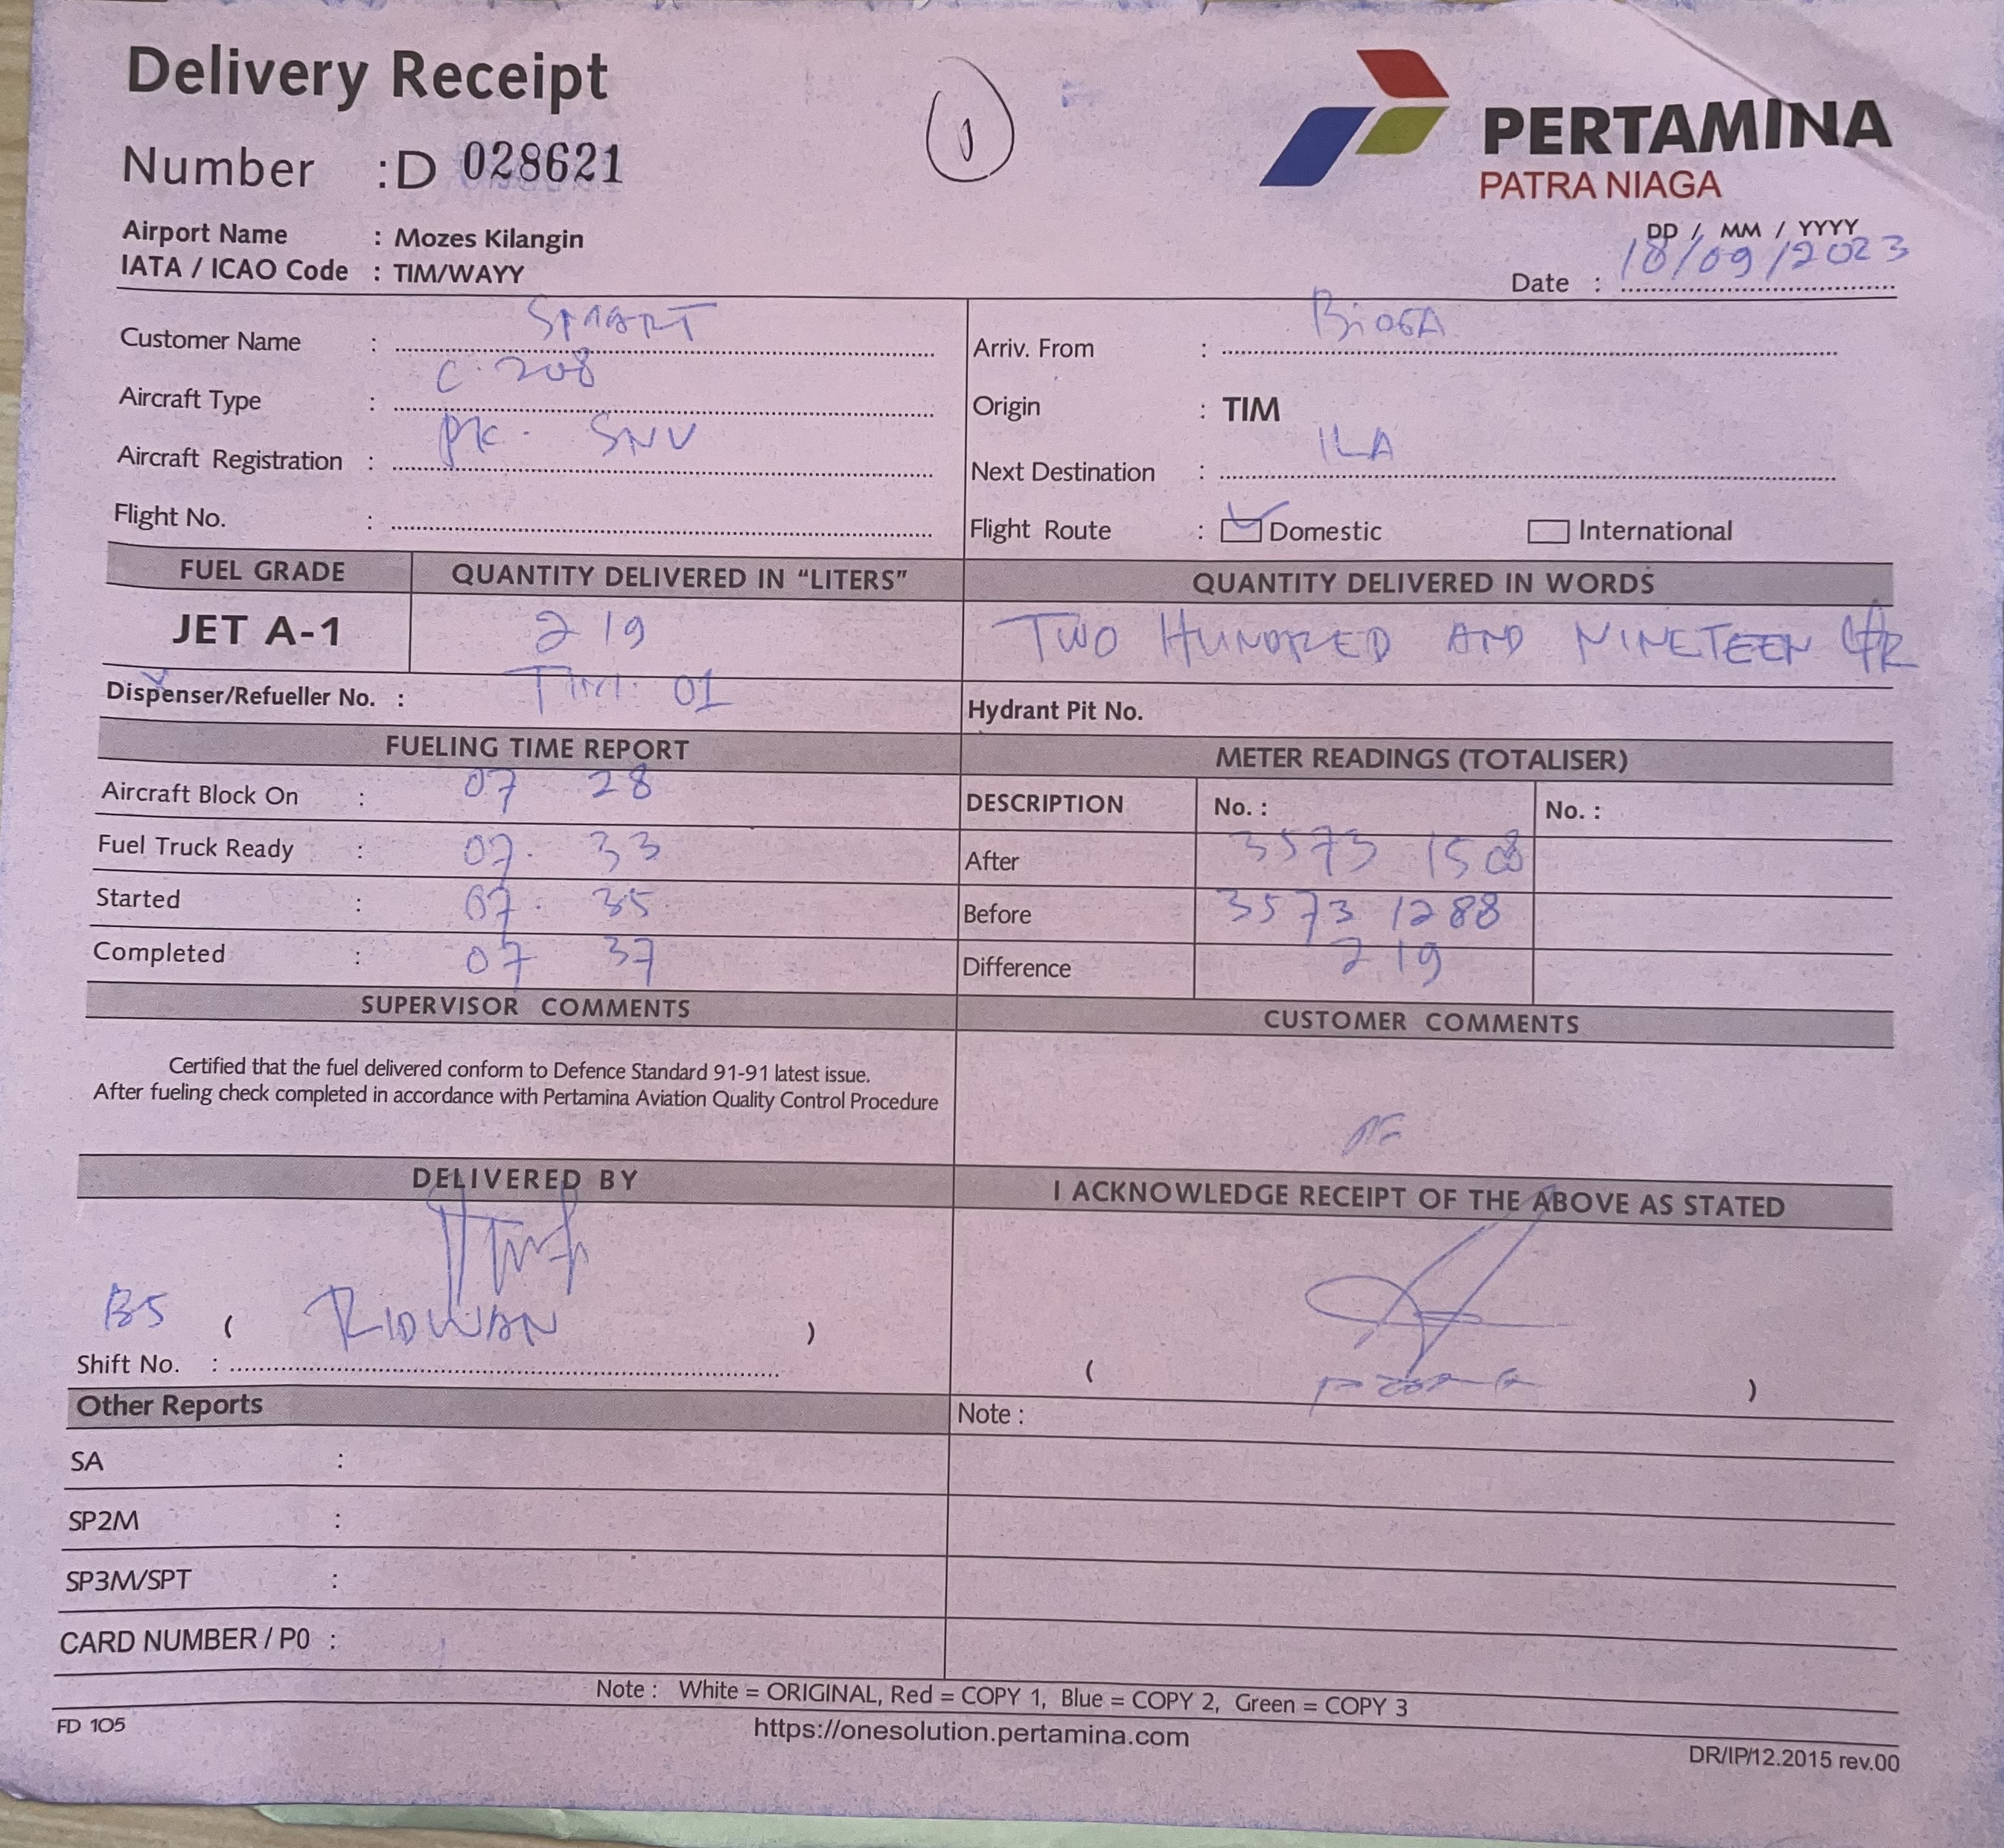 Delivery Receipt
Number : D 028621
1
PERTAMINA
PATRA NIAGA
Airport Name : Mozes Kilangin
IATA / ICAO Code : TIM/WAYY
DD / MM / YYYY
Date : 18/09/2023
Customer Name : SMART
Aircraft Type : C. 208
Aircraft Registration : PK. SNV
Flight No. :
Arriv. From : BiOGA
Origin : TIM
Next Destination : ILA
Flight Route : Domestic International
FUEL GRADE QUANTITY DELIVERED IN “LITERS” QUANTITY DELIVERED IN WORDS
JET A-1 219 TWO HUNDRED AND NINETEEN LTR
Dispenser/Refueller No. : TIM. 01 Hydrant Pit No.
FUELING TIME REPORT
Aircraft Block On : 07 28
Fuel Truck Ready : 07. 33
Started : 07. 35
Completed : 07 37
METER READINGS (TOTALISER)
DESCRIPTION No. : No. :
After 3573 150
Before 3573 1288
Difference 219
SUPERVISOR COMMENTS
Certified that the fuel delivered conform to Defence Standard 91-91 latest issue.
After fueling check completed in accordance with Pertamina Aviation Quality Control Procedure
CUSTOMER COMMENTS
DELIVERED BY
B5 ( RIDWAN )
Shift No. :
I ACKNOWLEDGE RECEIPT OF THE ABOVE AS STATED
( )
Other Reports
SA :
SP2M :
SP3M/SPT :
CARD NUMBER / P0 :
Note :
Note : White = ORIGINAL, Red = COPY 1, Blue = COPY 2, Green = COPY 3
FD 105
https://onesolution.pertamina.com
DR/IP/12.2015 rev.00